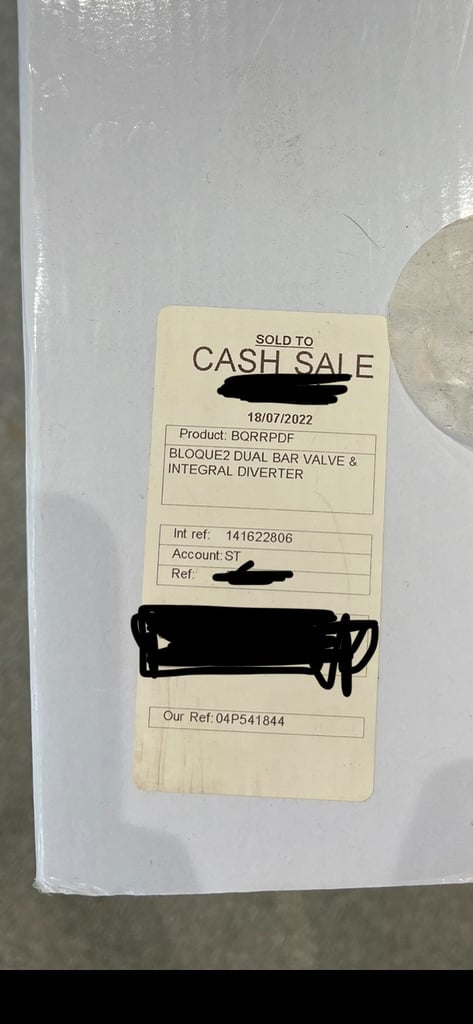 SOLD TO
CASH SALE
18/07/2022
Product: BQRRPDF
BLOQUE2 DUAL BAR VALVE &
INTEGRAL DIVERTER
Int ref: 141622806
Account: ST
Ref:
Our Ref: 04P541844